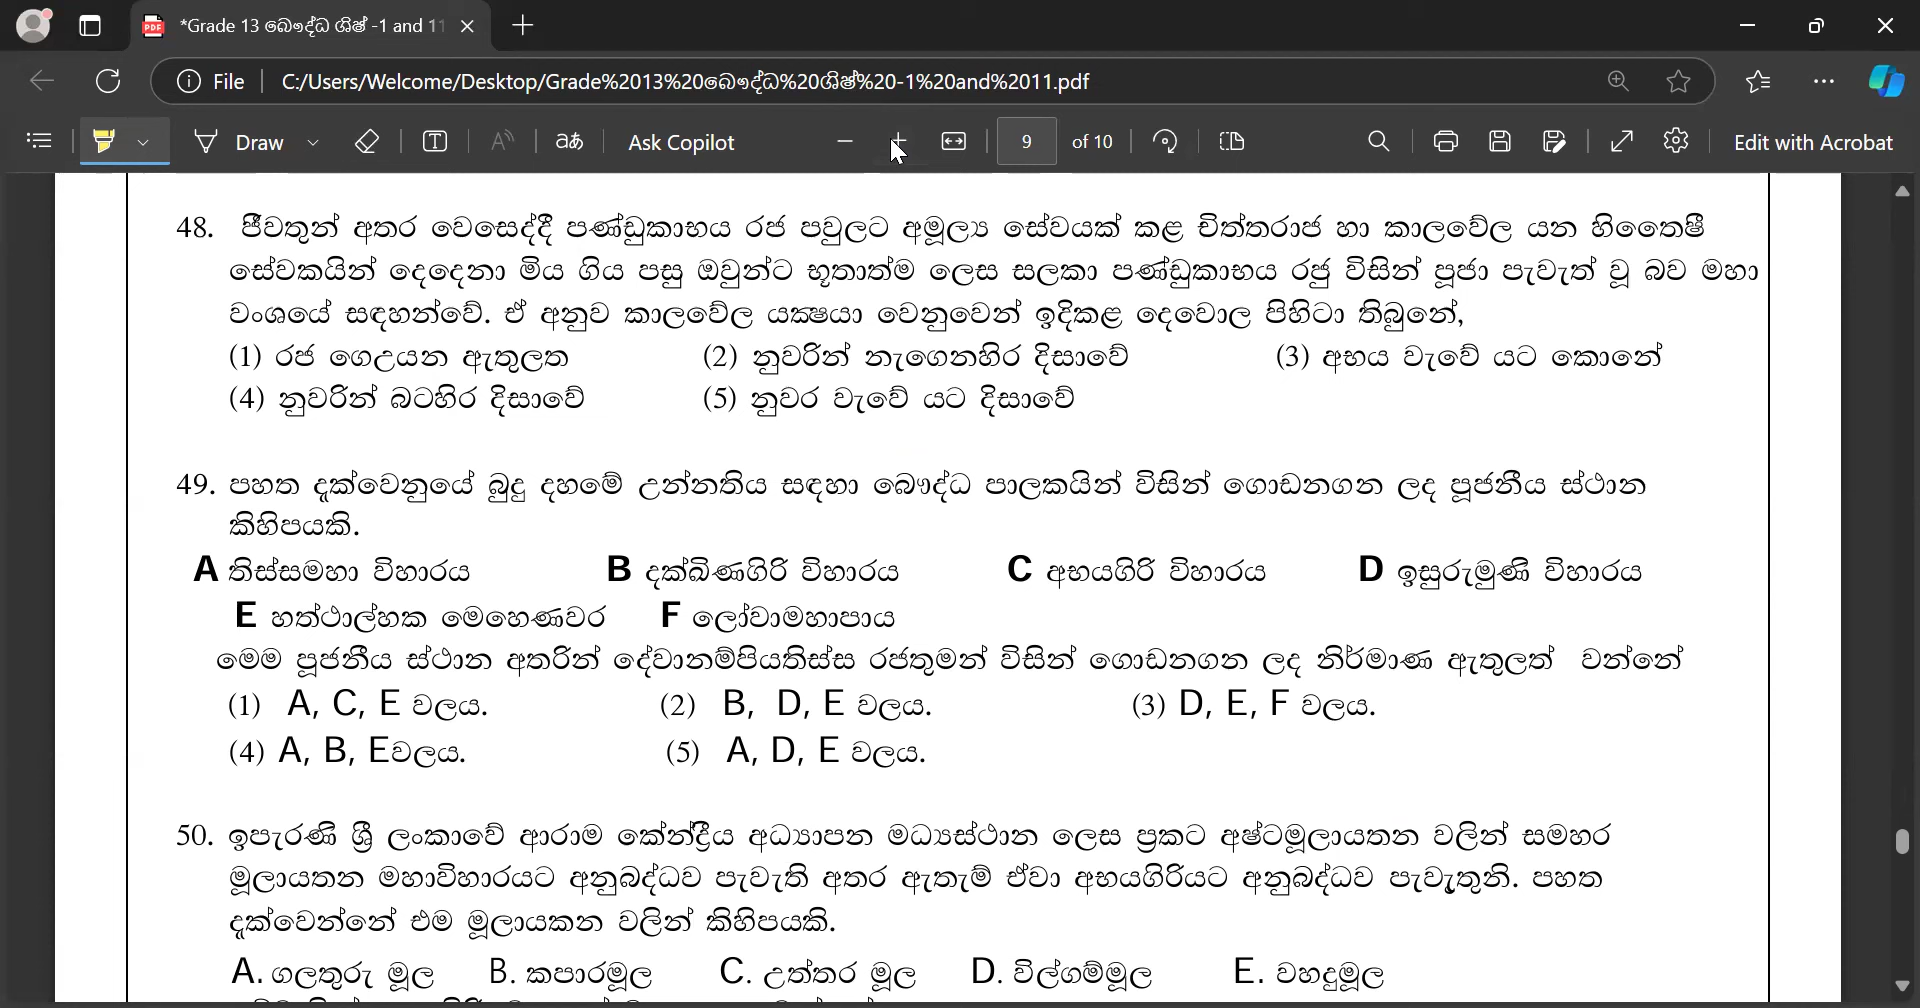 *Grade 13 බෞද්ධ ශිෂ් -1 and 11
File C:/Users/Welcome/Desktop/Grade%2013%20බෞද්ධ%20ශිෂ්%20-1%20and%2011.pdf
Draw Ask Copilot 9 of 10 Edit with Acrobat
48. ජීවතුන් අතර වෙසෙද්දී පණ්ඩුකාභය රජ පවුලට අමූල්‍ය සේවයක් කළ චිත්තරාජ හා කාලවේල යන හිතෛෂී
සේවකයින් දෙදෙනා මිය ගිය පසු ඔවුන්ට භූතාත්ම ලෙස සලකා පණ්ඩුකාභය රජු විසින් පූජා පැවැත් වූ බව මහා
වංශයේ සඳහන්වේ. ඒ අනුව කාලවේල යක්‍ෂයා වෙනුවෙන් ඉදිකළ දෙවොල පිහිටා තිබුනේ,
(1) රජ ගෙඋයන ඇතුලත (2) නුවරින් නැගෙනහිර දිසාවේ (3) අභය වැවේ යට කොනේ
(4) නුවරින් බටහිර දිසාවේ (5) නුවර වැවේ යට දිසාවේ
49. පහත දැක්වෙනුයේ බුදු දහමේ උන්නතිය සඳහා බෞද්ධ පාලකයින් විසින් ගොඩනගන ලද පූජනීය ස්ථාන
කිහිපයකි.
A තිස්සමහා විහාරය B දක්ඛිණගිරි විහාරය C අභයගිරි විහාරය D ඉසුරුමුණි විහාරය
E හත්ථාල්හක මෙහෙණවර F ලෝවාමහාපාය
මෙම පූජනීය ස්ථාන අතරින් දේවානම්පියතිස්ස රජතුමන් විසින් ගොඩනගන ලද නිර්මාණ ඇතුලත් වන්නේ
(1) A, C, E වලය. (2) B, D, E වලය. (3) D, E, F වලය.
(4) A, B, Eවලය. (5) A, D, E වලය.
50. ඉපැරණි ශ්‍රී ලංකාවේ ආරාම කේන්ද්‍රීය අධ්‍යාපන මධ්‍යස්ථාන ලෙස ප්‍රකට අෂ්ටමූලායතන වලින් සමහර
මූලායතන මහාවිහාරයට අනුබද්ධව පැවැති අතර ඇතැම් ඒවා අභයගිරියට අනුබද්ධව පැවැතුනි. පහත
දැක්වෙන්නේ එම මූලායකන වලින් කිහිපයකි.
A. ගලතුරු මූල B. කපාරමූල C. උත්තර මූල D. විල්ගම්මූල E. වහදුමූල